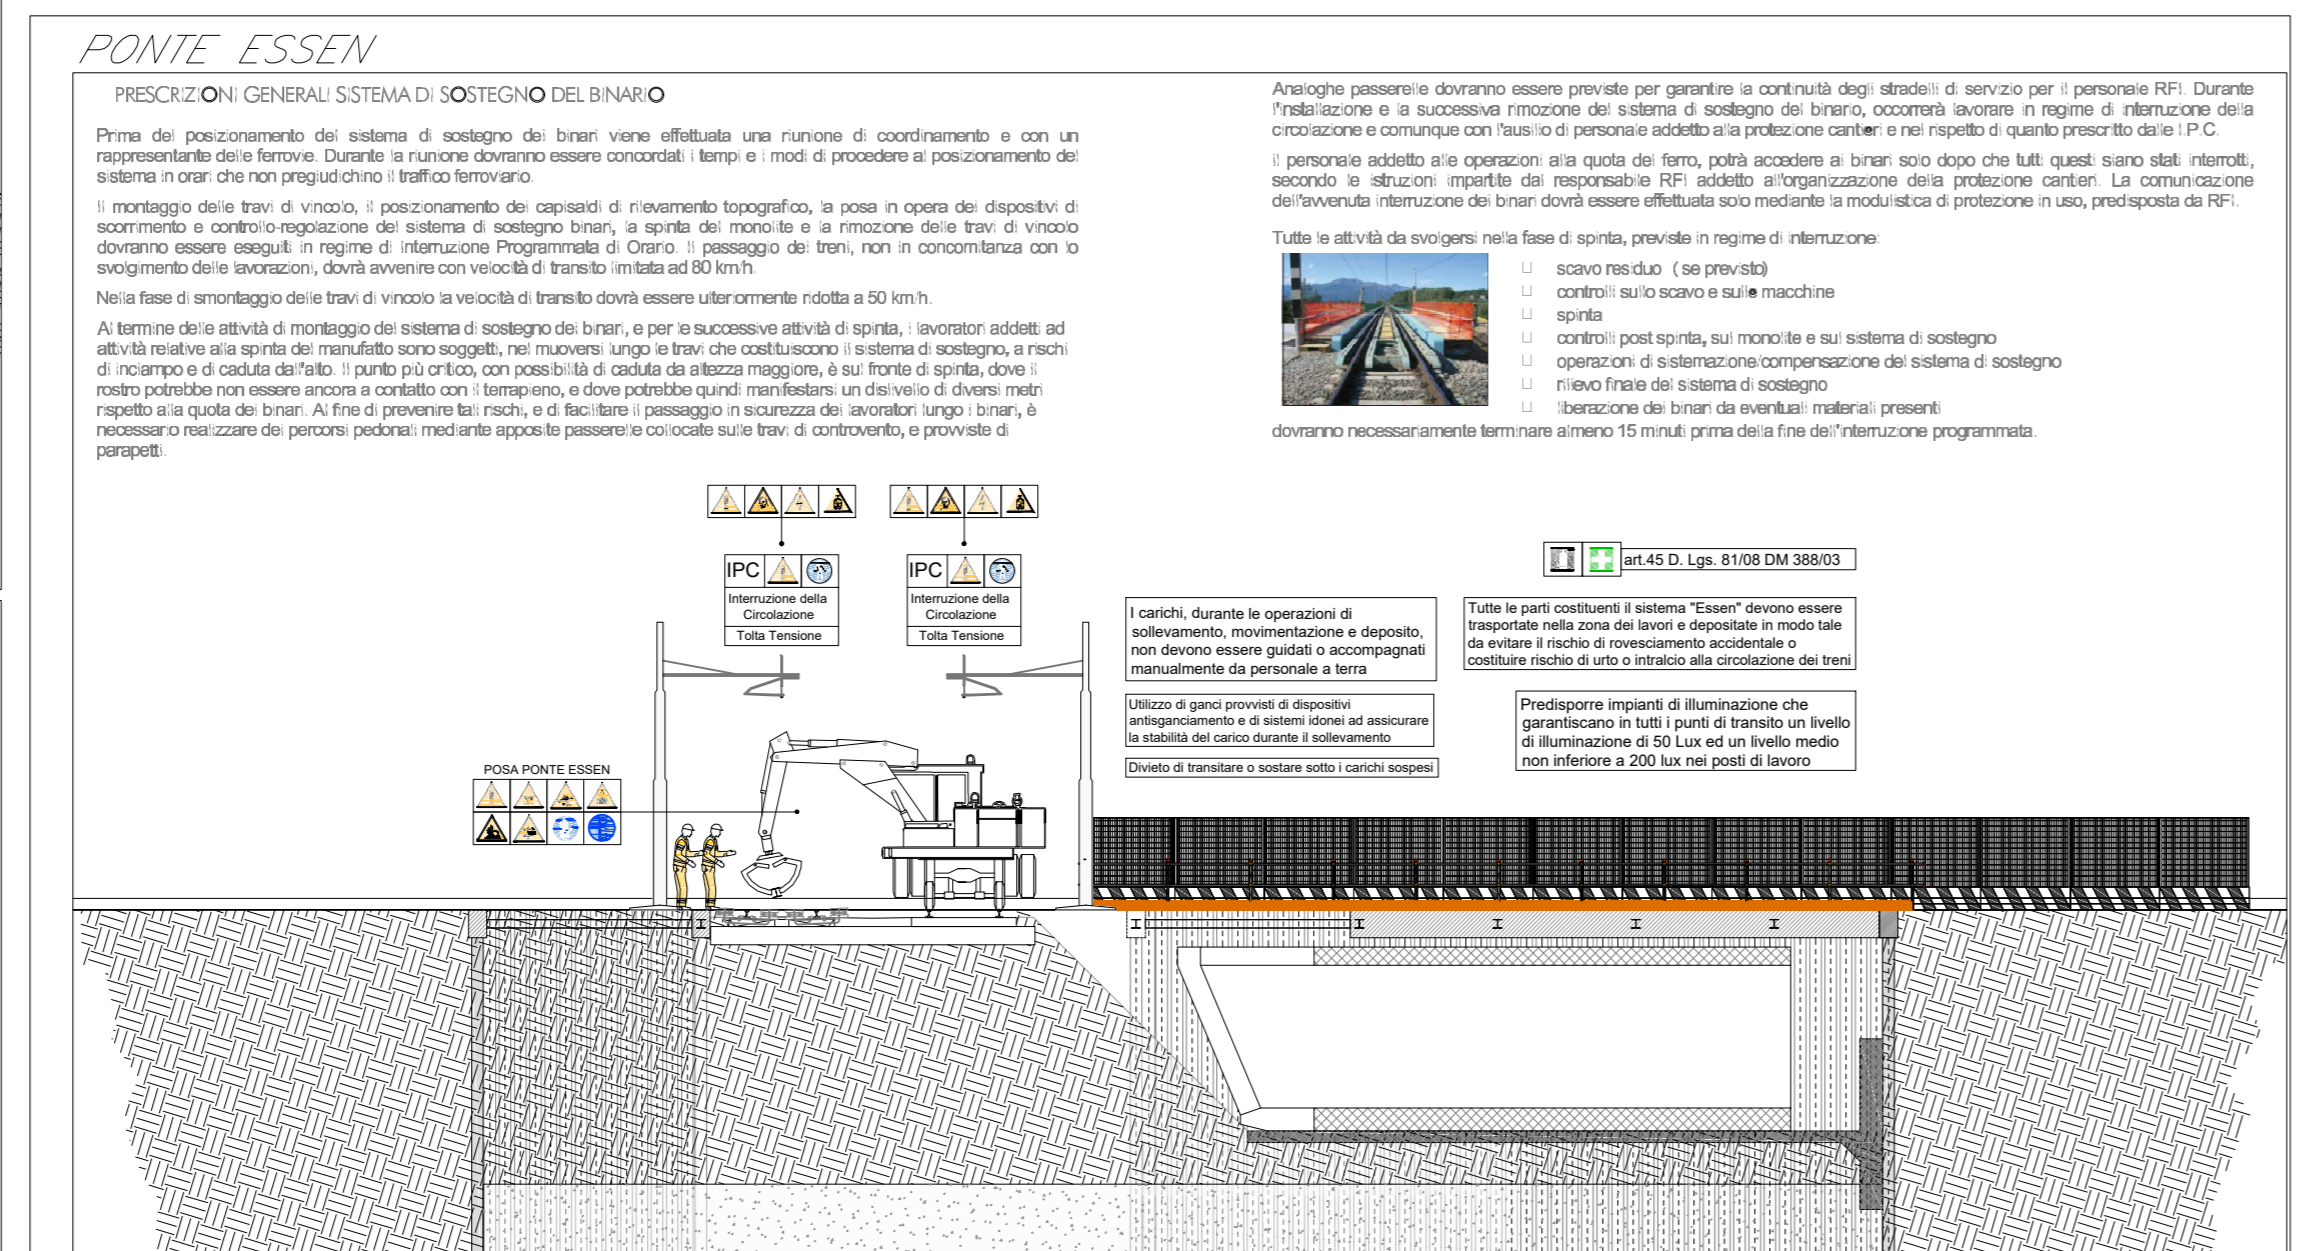 PONTE ESSEN
PRESCRIZIONI GENERALI SISTEMA DI SOSTEGNO DEL BINARIO
Prima del posizionamento del sistema di sostegno dei binari viene effettuata una riunione di coordinamento e con un
rappresentante delle ferrovie. Durante la riunione dovranno essere concordati i tempi e i modi di procedere al posizionamento del
sistema in orari che non pregiudichino il traffico ferroviario.
Il montaggio delle travi di vincolo, il posizionamento dei capisaldi di rilevamento topografico, la posa in opera dei dispositivi di
scorrimento e controllo-regolazione del sistema di sostegno binari, la spinta del monolite e la rimozione delle travi di vincolo
dovranno essere eseguiti in regime di Interruzione Programmata di Orario. Il passaggio dei treni, non in concomitanza con lo
svolgimento delle lavorazioni, dovrà avvenire con velocità di transito limitata ad 80 km/h.
Nella fase di smontaggio delle travi di vincolo la velocità di transito dovrà essere ulteriormente ridotta a 50 km/h.
Al termine delle attività di montaggio del sistema di sostegno dei binari, e per le successive attività di spinta, i lavoratori addetti ad
attività relative alla spinta del manufatto sono soggetti, nel muoversi lungo le travi che costituiscono il sistema di sostegno, a rischi
di inciampo e di caduta dall'alto. Il punto più critico, con possibilità di caduta da altezza maggiore, è sul fronte di spinta, dove il
rostro potrebbe non essere ancora a contatto con il terrapieno, e dove potrebbe quindi manifestarsi un dislivello di diversi metri
rispetto alla quota dei binari. Al fine di prevenire tali rischi, e di facilitare il passaggio in sicurezza dei lavoratori lungo i binari, è
necessario realizzare dei percorsi pedonali mediante apposite passerelle collocate sulle travi di controvento, e provviste di
parapetti.
Analoghe passerelle dovranno essere previste per garantire la continuità degli stradelli di servizio per il personale RFI. Durante
l'installazione e la successiva rimozione del sistema di sostegno del binario, occorrerà lavorare in regime di interruzione della
circolazione e comunque con l'ausilio di personale addetto alla protezione cantieri e nel rispetto di quanto prescritto dalle I.P.C.
il personale addetto alle operazioni alla quota del ferro, potrà accedere ai binari solo dopo che tutti questi siano stati interrotti,
secondo le istruzioni impartite dal responsabile RFI addetto all'organizzazione della protezione cantieri. La comunicazione
dell'avvenuta interruzione dei binari dovrà essere effettuata solo mediante la modulistica di protezione in uso, predisposta da RFI.
Tutte le attività da svolgersi nella fase di spinta, previste in regime di interruzione:
□ scavo residuo ( se previsto)
□ controlli sullo scavo e sulle macchine
□ spinta
□ controlli post spinta, sul monolite e sul sistema di sostegno
□ operazioni di sistemazione/compensazione del sistema di sostegno
□ rilievo finale del sistema di sostegno
□ liberazione dei binari da eventuali materiali presenti
dovranno necessariamente terminare almeno 15 minuti prima della fine dell'interruzione programmata.
IPC
Interruzione della
Circolazione
Tolta Tensione
IPC
Interruzione della
Circolazione
Tolta Tensione
art.45 D. Lgs. 81/08 DM 388/03
I carichi, durante le operazioni di
sollevamento, movimentazione e deposito,
non devono essere guidati o accompagnati
manualmente da personale a terra
Tutte le parti costituenti il sistema "Essen" devono essere
trasportate nella zona dei lavori e depositate in modo tale
da evitare il rischio di rovesciamento accidentale o
costituire rischio di urto o intralcio alla circolazione dei treni
Utilizzo di ganci provvisti di dispositivi
antisganciamento e di sistemi idonei ad assicurare
la stabilità del carico durante il sollevamento
Predisporre impianti di illuminazione che
garantiscano in tutti i punti di transito un livello
di illuminazione di 50 Lux ed un livello medio
non inferiore a 200 lux nei posti di lavoro
Divieto di transitare o sostare sotto i carichi sospesi
POSA PONTE ESSEN